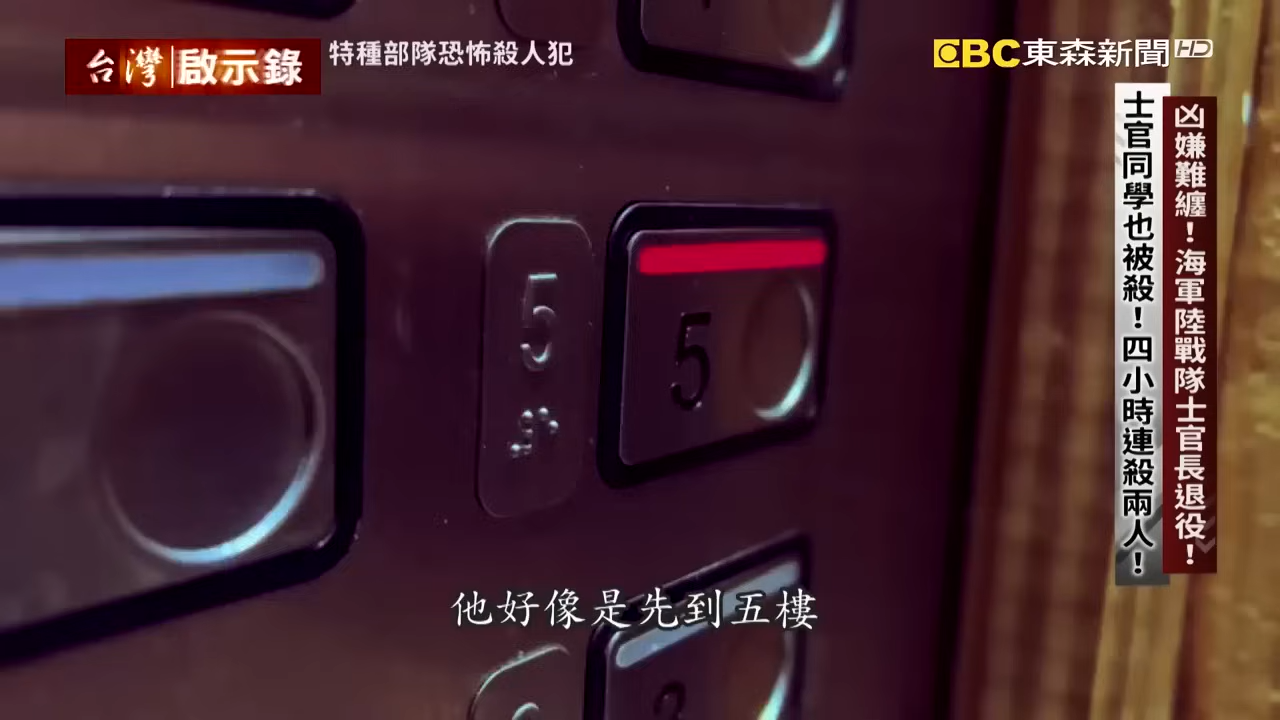 台灣啟示錄
特種部隊恐怖殺人犯
EBC東森新聞HD
凶嫌難纏！海軍陸戰隊士官長退役！
士官同學也被殺！四小時連殺兩人！
5
5
他好像是先到五樓